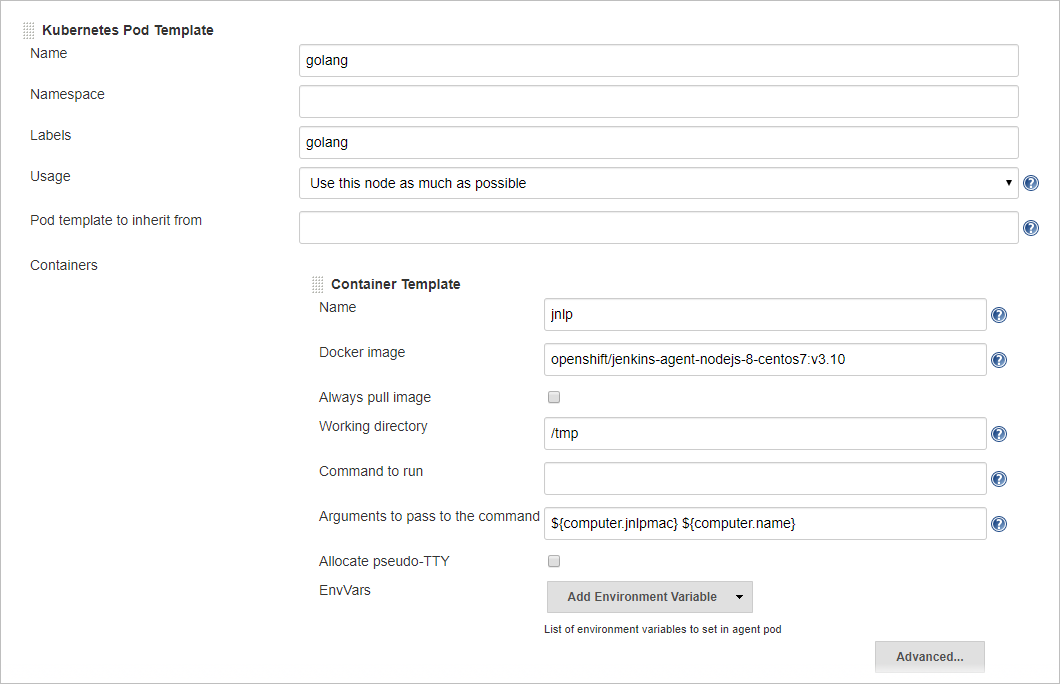 Kubernetes Pod Template
Name
golang
Namespace
Labels
golang
Usage
Use this node as much as possible
Pod template to inherit from
Containers
Container Template
Name
jnlp
Docker image
openshift/jenkins-agent-nodejs-8-centos7:v3.10
Always pull image
Working directory
/tmp
Command to run
Arguments to pass to the command
${computer.jnlpmac} ${computer.name}
Allocate pseudo-TTY
EnvVars
Add Environment Variable
List of environment variables to set in agent pod
Advanced...